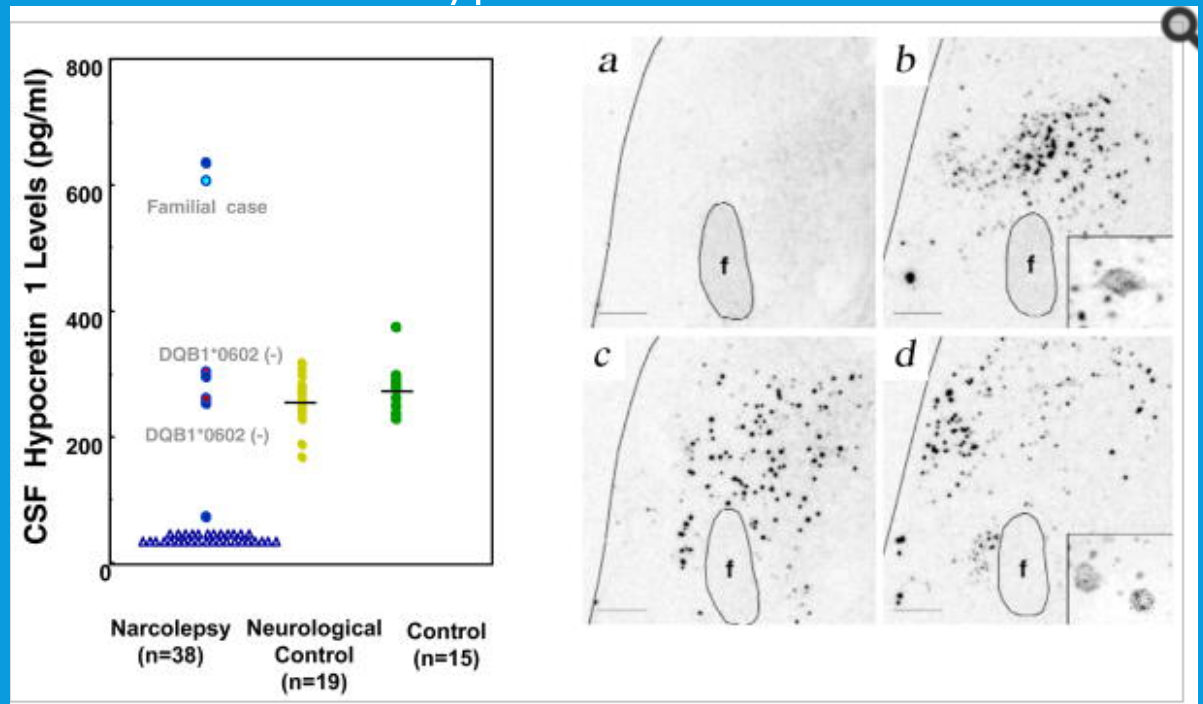 CSF Hypocretin 1 Levels (pg/ml)
800
600
400
200
0
Familial case
DQB1*0602 (-)
DQB1*0602 (-)
Narcolepsy
(n=38)
Neurological
Control
(n=19)
Control
(n=15)
a
f
b
f
c
f
d
f